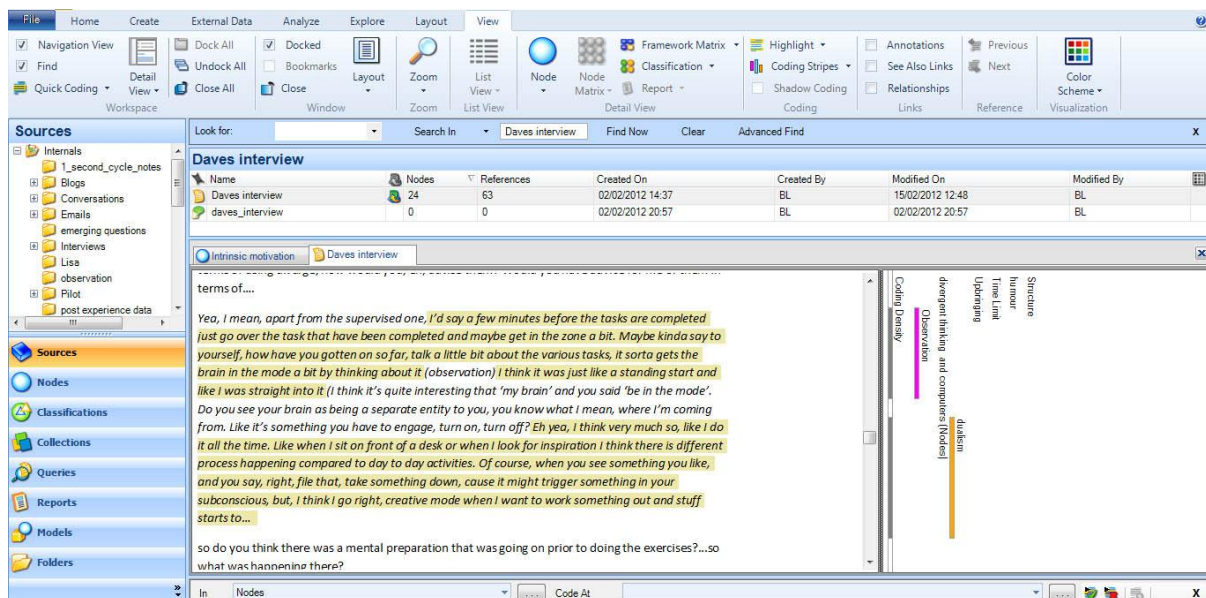 File Home Create External Data Analyze Explore Layout View
Navigation View
Find
Quick Coding
Detail View
Workspace
Dock All
Undock All
Close All
Docked
Bookmarks
Close
Layout
Window
Zoom
Zoom
List View
List View
Node
Node Matrix
Framework Matrix
Classification
Report
Detail View
Highlight
Coding Stripes
Shadow Coding
Coding
Annotations
See Also Links
Relationships
Links
Previous
Next
Reference
Color Scheme
Visualization
Sources
Internals
1_second_cycle_notes
Blogs
Conversations
Emails
emerging questions
Interviews
Lisa
observation
Pilot
post experience data
Sources
Nodes
Classifications
Collections
Queries
Reports
Models
Folders
Look for: Search In Daves interview Find Now Clear Advanced Find X
Daves interview
Name Nodes References Created On Created By Modified On Modified By
Daves interview 24 63 02/02/2012 14:37 BL 15/02/2012 12:48 BL
daves_interview 0 0 02/02/2012 20:57 BL 02/02/2012 20:57 BL
Intrinsic motivation Daves interview
terms of....
Yea, I mean, apart from the supervised one, I'd say a few minutes before the tasks are completed
just go over the task that have been completed and maybe get in the zone a bit. Maybe kinda say to
yourself, how have you gotten on so far, talk a little bit about the various tasks, it sorta gets the
brain in the mode a bit by thinking about it (observation) I think it was just like a standing start and
like I was straight into it (I think it's quite interesting that 'my brain' and you said 'be in the mode'.
Do you see your brain as being a separate entity to you, you know what I mean, where I'm coming
from. Like it's something you have to engage, turn on, turn off? Eh yea, I think very much so, like I do
it all the time. Like when I sit on front of a desk or when I look for inspiration I think there is different
process happening compared to day to day activities. Of course, when you see something you like,
and you say, right, file that, take something down, cause it might trigger something in your
subconscious, but, I think I go right, creative mode when I want to work something out and stuff
starts to...
so do you think there was a mental preparation that was going on prior to doing the exercises?...so
what was happening there?
Coding Density
Observation
divergent thinking and computers (Nodes)
dualism
Upbringing
Time Limit
humour
Structure
In Nodes ... Code At ... X